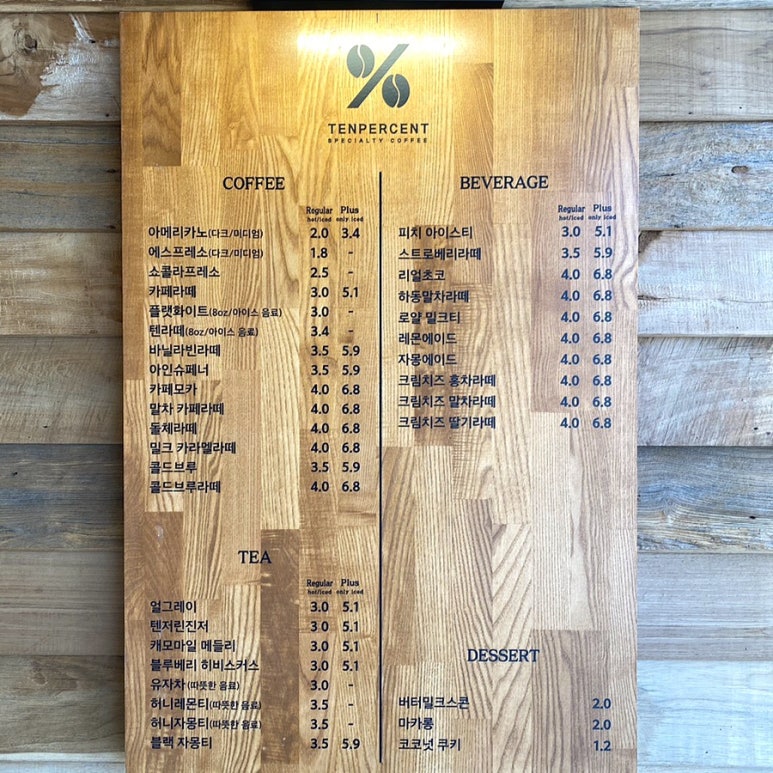 TENPERCENT
SPECIALTY COFFEE
COFFEE
Regular Plus
hot/iced only iced
아메리카노(다크/미디엄) 2.0 3.4
에스프레소(다크/미디엄) 1.8 -
쇼콜라프레소 2.5 -
카페라떼 3.0 5.1
플랫화이트(8oz/아이스 음료) 3.0 -
텐라떼(8oz/아이스 음료) 3.4 -
바닐라빈라떼 3.5 5.9
아인슈페너 3.5 5.9
카페모카 4.0 6.8
말차 카페라떼 4.0 6.8
돌체라떼 4.0 6.8
밀크 카라멜라떼 4.0 6.8
콜드브루 3.5 5.9
콜드브루라떼 4.0 6.8
TEA
Regular Plus
hot/iced only iced
얼그레이 3.0 5.1
텐저린진저 3.0 5.1
캐모마일 메들리 3.0 5.1
블루베리 히비스커스 3.0 5.1
유자차(따뜻한 음료) 3.0 -
허니레몬티(따뜻한 음료) 3.5 -
허니자몽티(따뜻한 음료) 3.5 -
블랙 자몽티 3.5 5.9
BEVERAGE
Regular Plus
hot/iced only iced
피치 아이스티 3.0 5.1
스트로베리라떼 3.5 5.9
리얼초코 4.0 6.8
하동말차라떼 4.0 6.8
로얄 밀크티 4.0 6.8
레몬에이드 4.0 6.8
자몽에이드 4.0 6.8
크림치즈 홍차라떼 4.0 6.8
크림치즈 말차라떼 4.0 6.8
크림치즈 딸기라떼 4.0 6.8
DESSERT
버터밀크스콘 2.0
마카롱 2.0
코코넛 쿠키 1.2